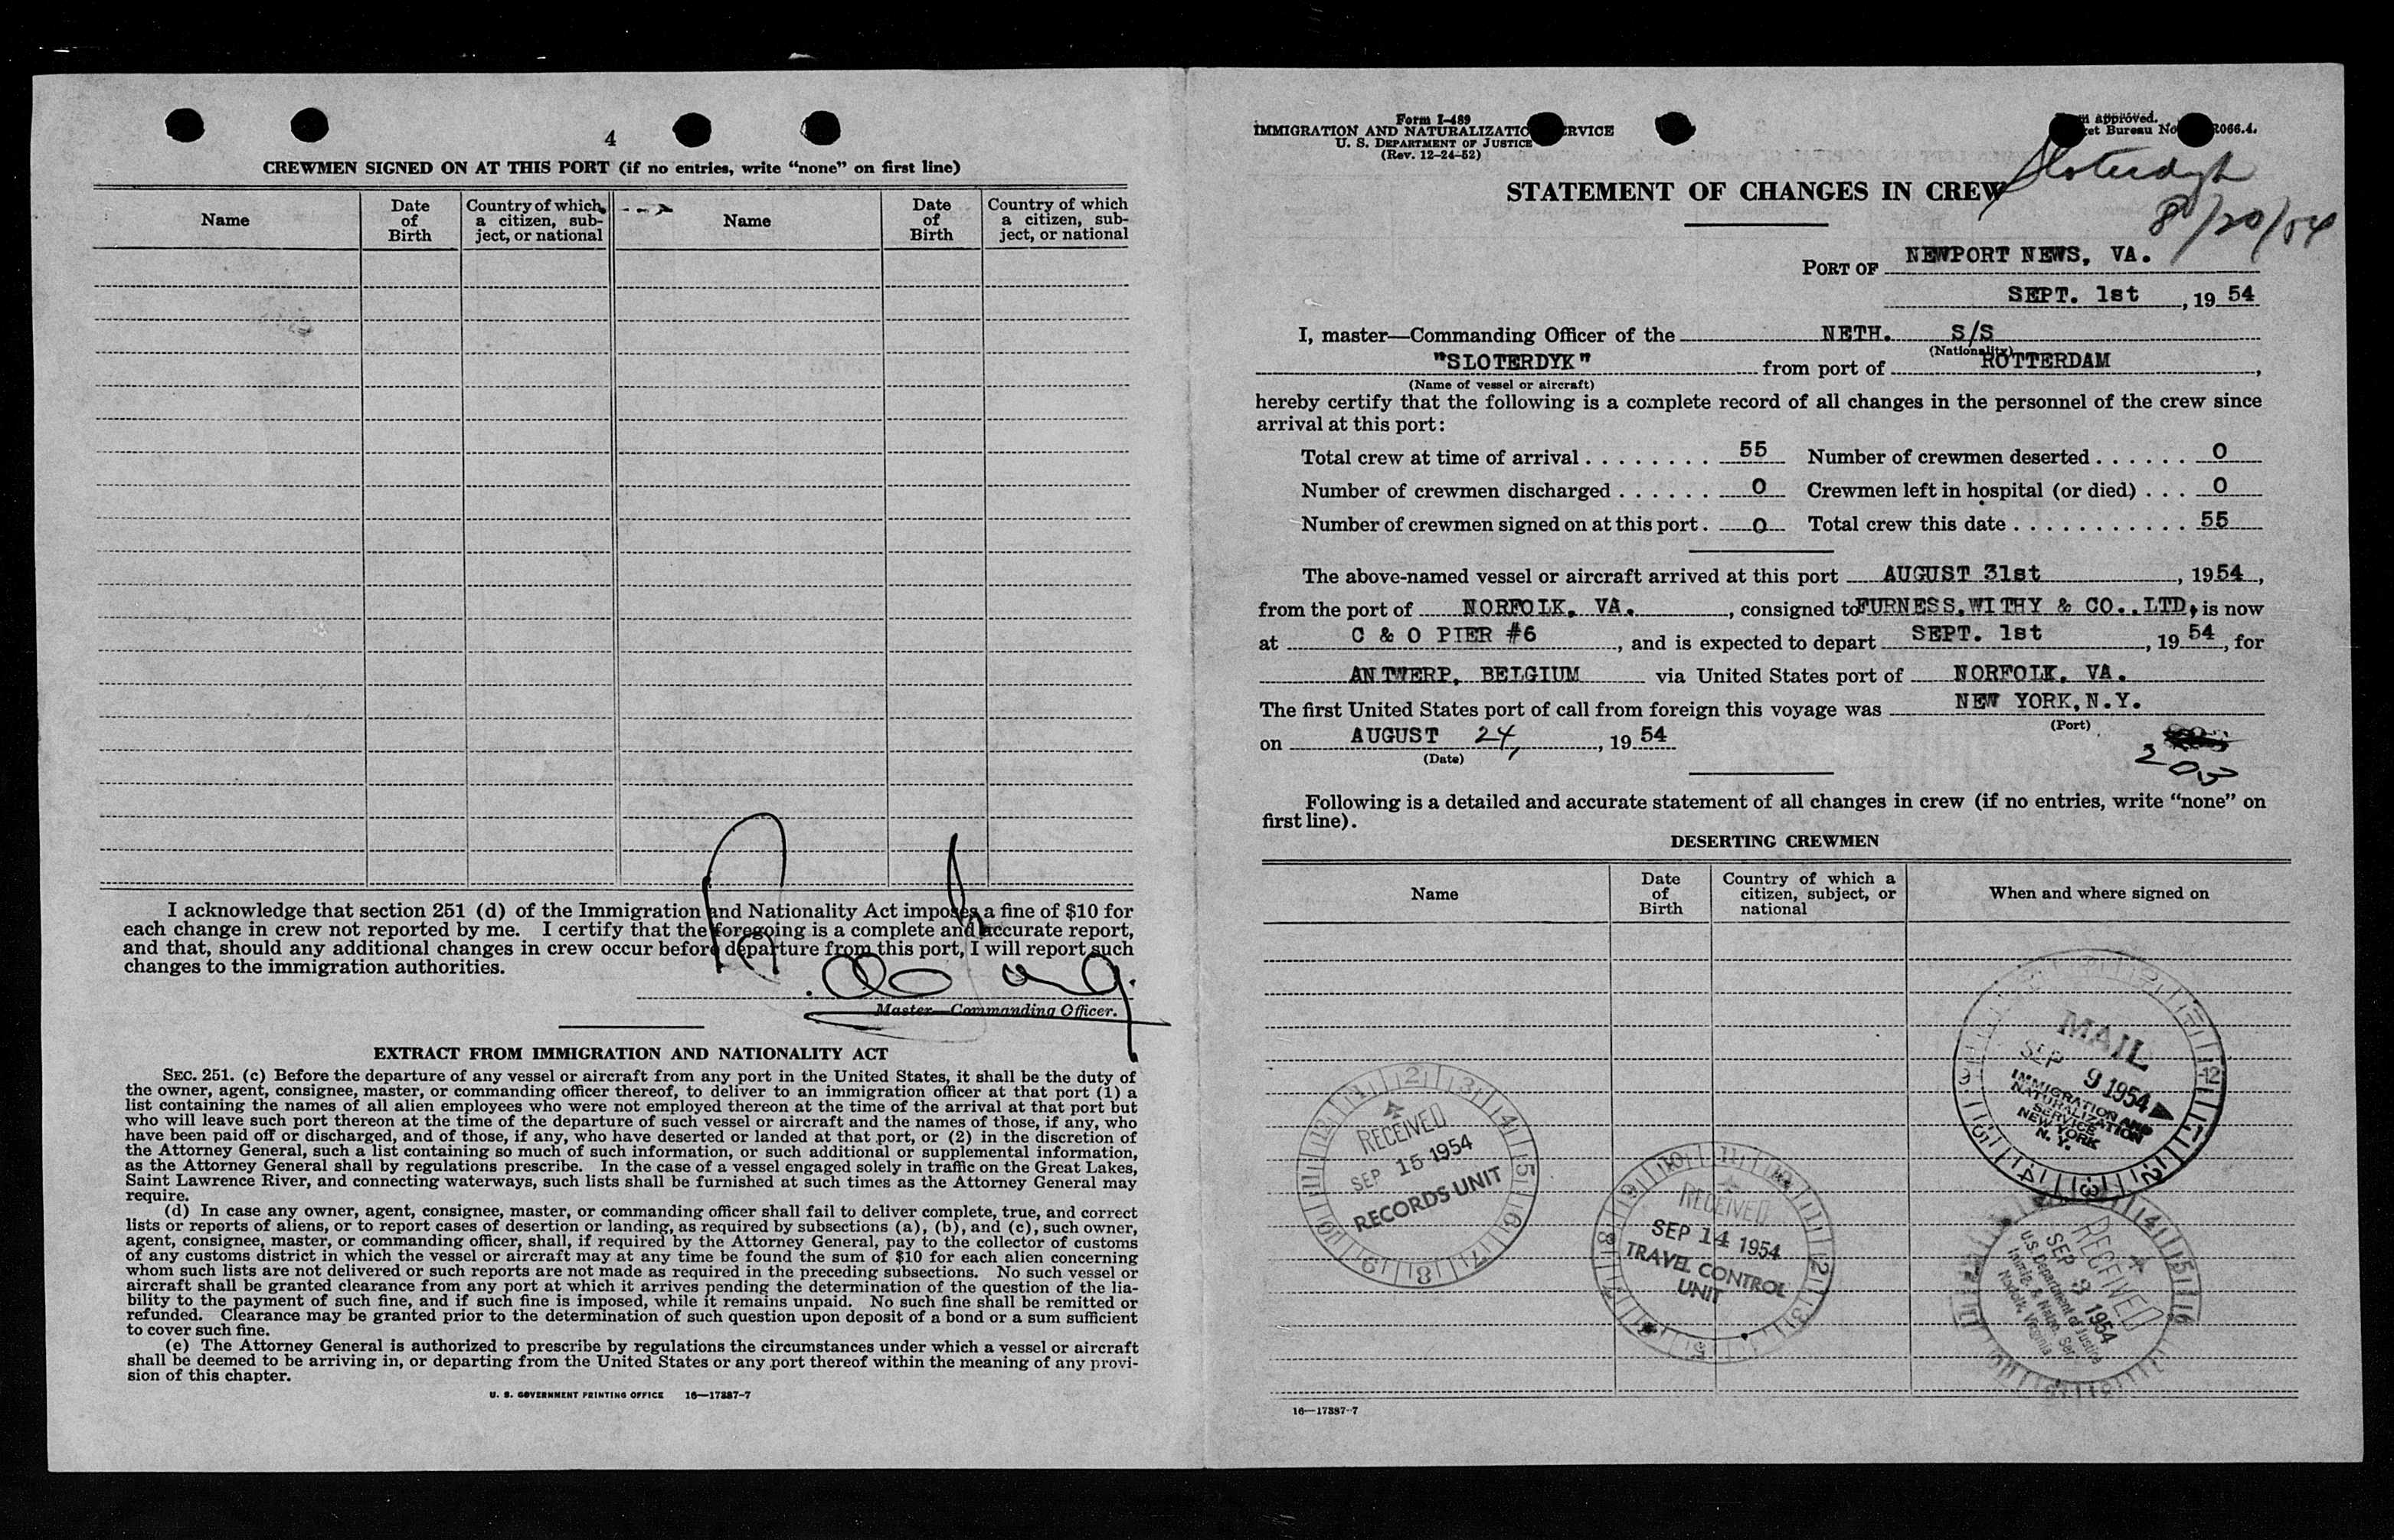 4
CREWMEN SIGNED ON AT THIS PORT (if no entries, write “none” on first line)
Name
Date of Birth
Country of which a citizen, sub-ject, or national
Name
Date of Birth
Country of which a citizen, sub-ject, or national
I acknowledge that section 251 (d) of the Immigration and Nationality Act imposes a fine of $10 for
each change in crew not reported by me. I certify that the foregoing is a complete and accurate report,
and that, should any additional changes in crew occur before departure from this port, I will report such
changes to the immigration authorities.
Master—Commanding Officer.
EXTRACT FROM IMMIGRATION AND NATIONALITY ACT
SEC. 251. (c) Before the departure of any vessel or aircraft from any port in the United States, it shall be the duty of
the owner, agent, consignee, master, or commanding officer thereof, to deliver to an immigration officer at that port (1) a
list containing the names of all alien employees who were not employed thereon at the time of the arrival at that port but
who will leave such port thereon at the time of the departure of such vessel or aircraft and the names of those, if any, who
have been paid off or discharged, and of those, if any, who have deserted or landed at that port, or (2) in the discretion of
the Attorney General, such a list containing so much of such information, or such additional or supplemental information,
as the Attorney General shall by regulations prescribe. In the case of a vessel engaged solely in traffic on the Great Lakes,
Saint Lawrence River, and connecting waterways, such lists shall be furnished at such times as the Attorney General may
require.
(d) In case any owner, agent, consignee, master, or commanding officer shall fail to deliver complete, true, and correct
lists or reports of aliens, or to report cases of desertion or landing, as required by subsections (a), (b), and (c), such owner,
agent, consignee, master, or commanding officer, shall, if required by the Attorney General, pay to the collector of customs
of any customs district in which the vessel or aircraft may at any time be found the sum of $10 for each alien concerning
whom such lists are not delivered or such reports are not made as required in the preceding subsections. No such vessel or
aircraft shall be granted clearance from any port at which it arrives pending the determination of the question of the lia-
bility to the payment of such fine, and if such fine is imposed, while it remains unpaid. No such fine shall be remitted or
refunded. Clearance may be granted prior to the determination of such question upon deposit of a bond or a sum sufficient
to cover such fine.
(e) The Attorney General is authorized to prescribe by regulations the circumstances under which a vessel or aircraft
shall be deemed to be arriving in, or departing from the United States or any port thereof within the meaning of any provi-
sion of this chapter.
U. S. GOVERNMENT PRINTING OFFICE 16—17387-7
Form I-489
IMMIGRATION AND NATURALIZATIO RVICE
U. S. DEPARTMENT OF JUSTICE
(Rev. 12-24-52)
approved.
et Bureau No R066.4.
Sloterdyk
8/20/54
STATEMENT OF CHANGES IN CREW
PORT OF NEWPORT NEWS, VA.
SEPT. 1st, 19 54
I, master—Commanding Officer of the NETH. S/S
(Nationality)
"SLOTERDYK" from port of ROTTERDAM,
(Name of vessel or aircraft)
hereby certify that the following is a complete record of all changes in the personnel of the crew since
arrival at this port:
Total crew at time of arrival . . . . . . . . 55 Number of crewmen deserted . . . . . . 0
Number of crewmen discharged . . . . . . 0 Crewmen left in hospital (or died) . . . 0
Number of crewmen signed on at this port . 0 Total crew this date . . . . . . . . . . . 55
The above-named vessel or aircraft arrived at this port AUGUST 31st, 1954,
from the port of NORFOLK, VA., consigned to FURNESS, WITHY & CO., LTD, is now
at C & O PIER #6, and is expected to depart SEPT. 1st, 19 54, for
ANTWERP, BELGIUM via United States port of NORFOLK, VA.
The first United States port of call from foreign this voyage was NEW YORK, N.Y.
(Port)
on AUGUST 24, 19 54
(Date)
203
Following is a detailed and accurate statement of all changes in crew (if no entries, write “none” on
first line).
DESERTING CREWMEN
Name
Date of Birth
Country of which a citizen, subject, or national
When and where signed on
MAIL
SEP 9 1954
IMMIGRATION AND
NATURALIZATION
SERVICE
NEW YORK
N. Y.
RECEIVED
SEP 15 1954
RECORDS UNIT
RECEIVED
SEP 14 1954
TRAVEL CONTROL
UNIT
RECEIVED
SEP 3 1954
U.S. Department of Justice
Immig. & Natzn. Ser.
Norfolk, Virginia
16—17387-7